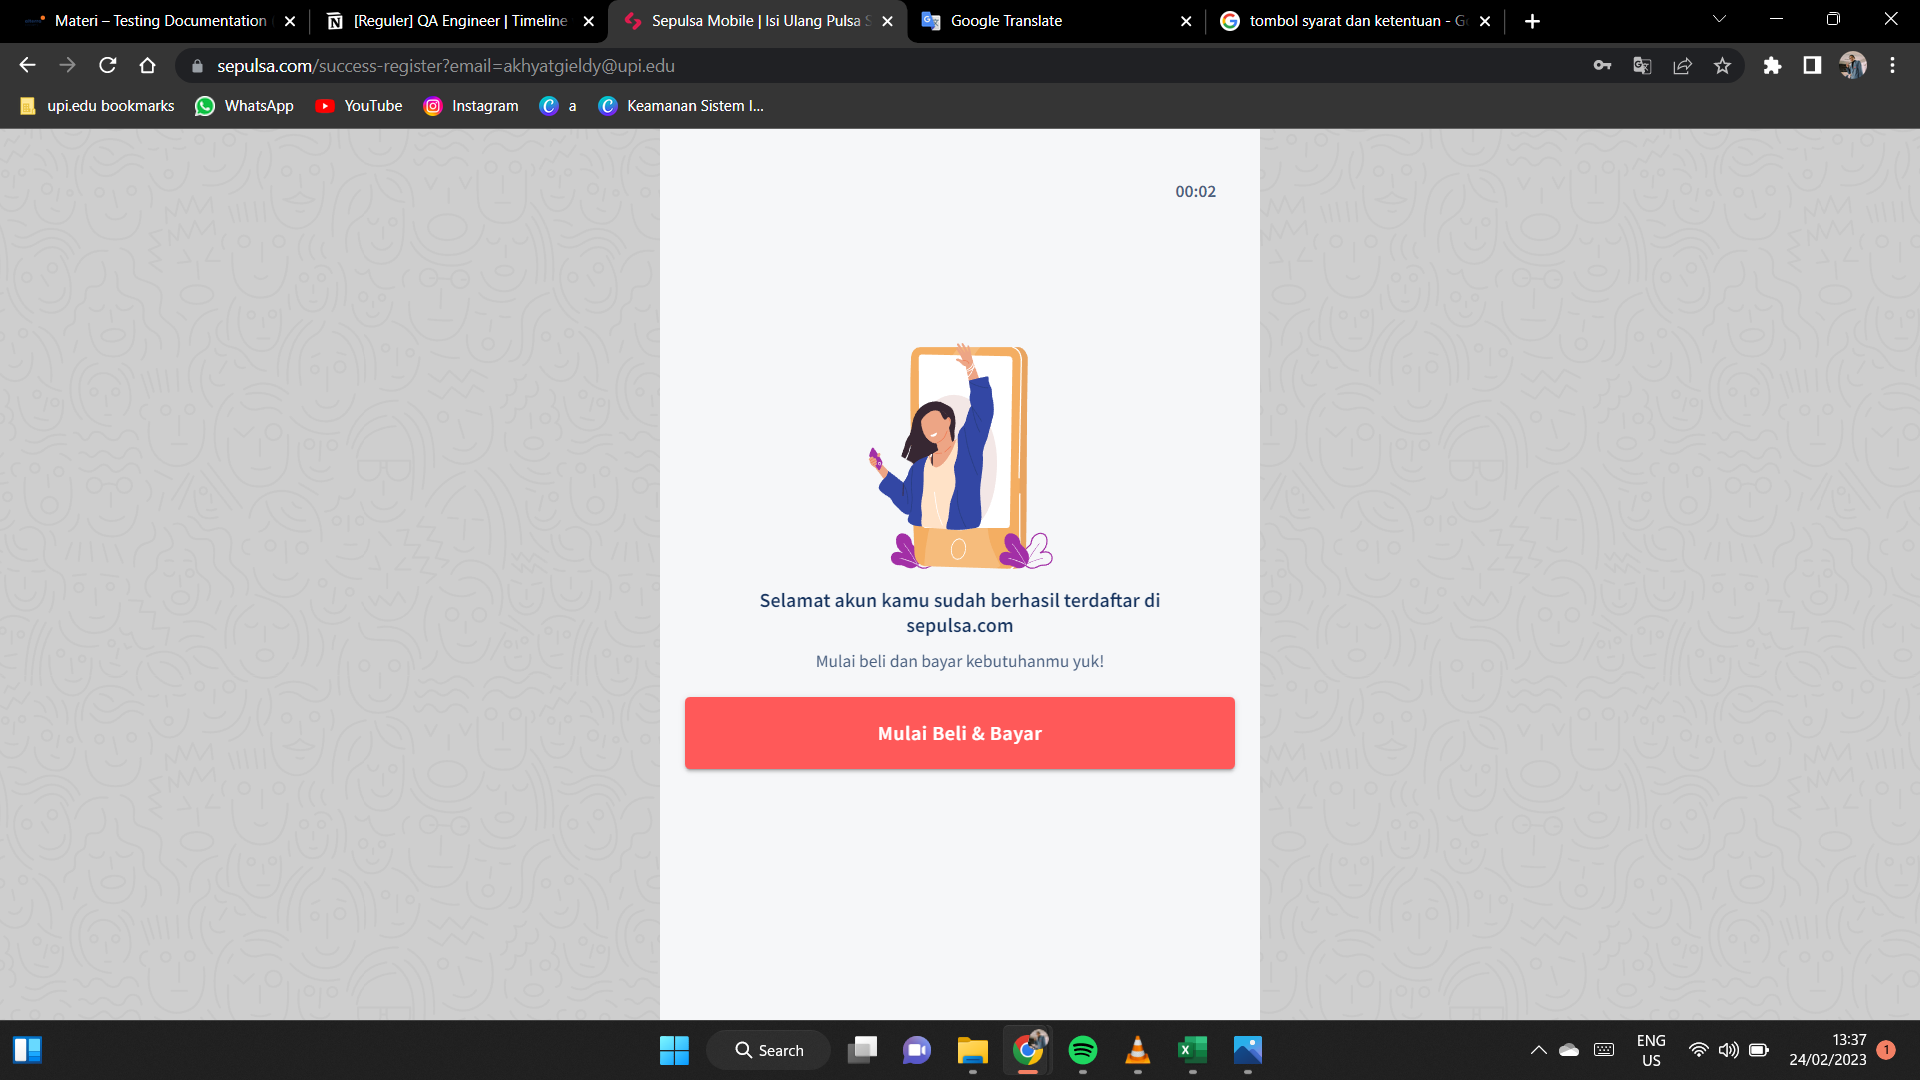 Materi – Testing Documentation
[Reguler] QA Engineer | Timeline
Sepulsa Mobile | Isi Ulang Pulsa S
Google Translate
tombol syarat dan ketentuan - G
sepulsa.com/success-register?email=akhyatgieldy@upi.edu
upi.edu bookmarks
WhatsApp
YouTube
Instagram
a
Keamanan Sistem I...
00:02
Selamat akun kamu sudah berhasil terdaftar di
sepulsa.com
Mulai beli dan bayar kebutuhanmu yuk!
Mulai Beli & Bayar
Search
ENG
US
13:37
24/02/2023
1